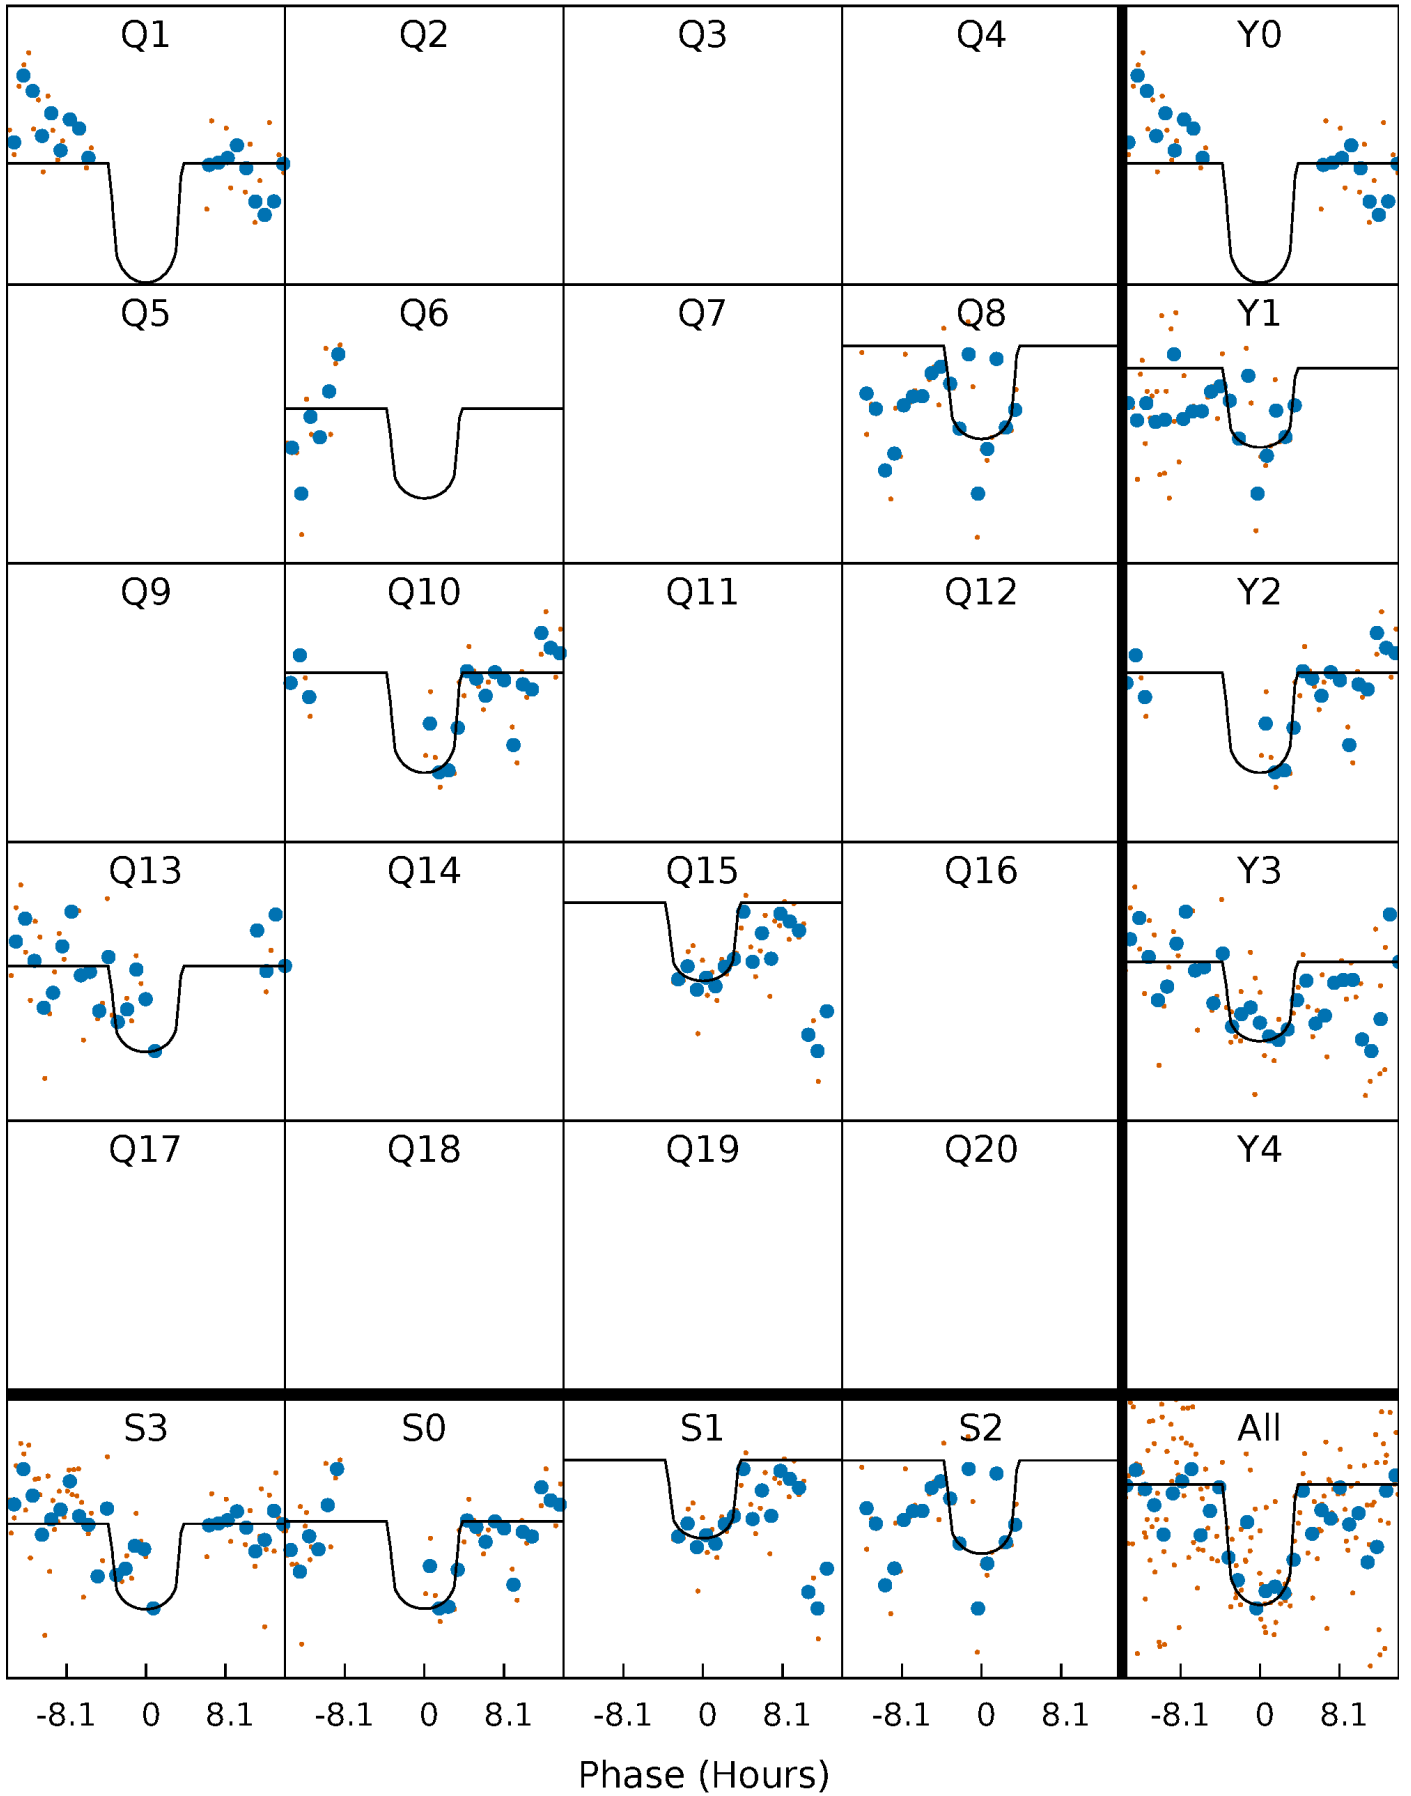 Q1 Q2 Q3 Q4 Y0
Q5 Q6 Q7 Q8 Y1
Q9 Q10 Q11 Q12 Y2
Q13 Q14 Q15 Q16 Y3
Q17 Q18 Q19 Q20 Y4
S3 S0 S1 S2 All
-8.1 0 8.1 -8.1 0 8.1 -8.1 0 8.1 -8.1 0 8.1 -8.1 0 8.1
Phase (Hours)